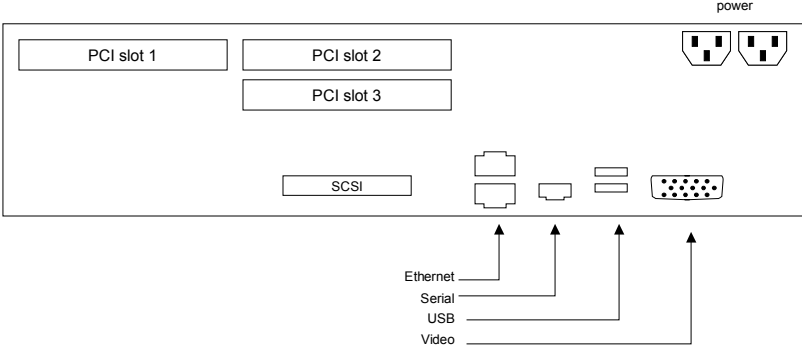 power
PCI slot 1
PCI slot 2
PCI slot 3
SCSI
Ethernet
Serial
USB
Video